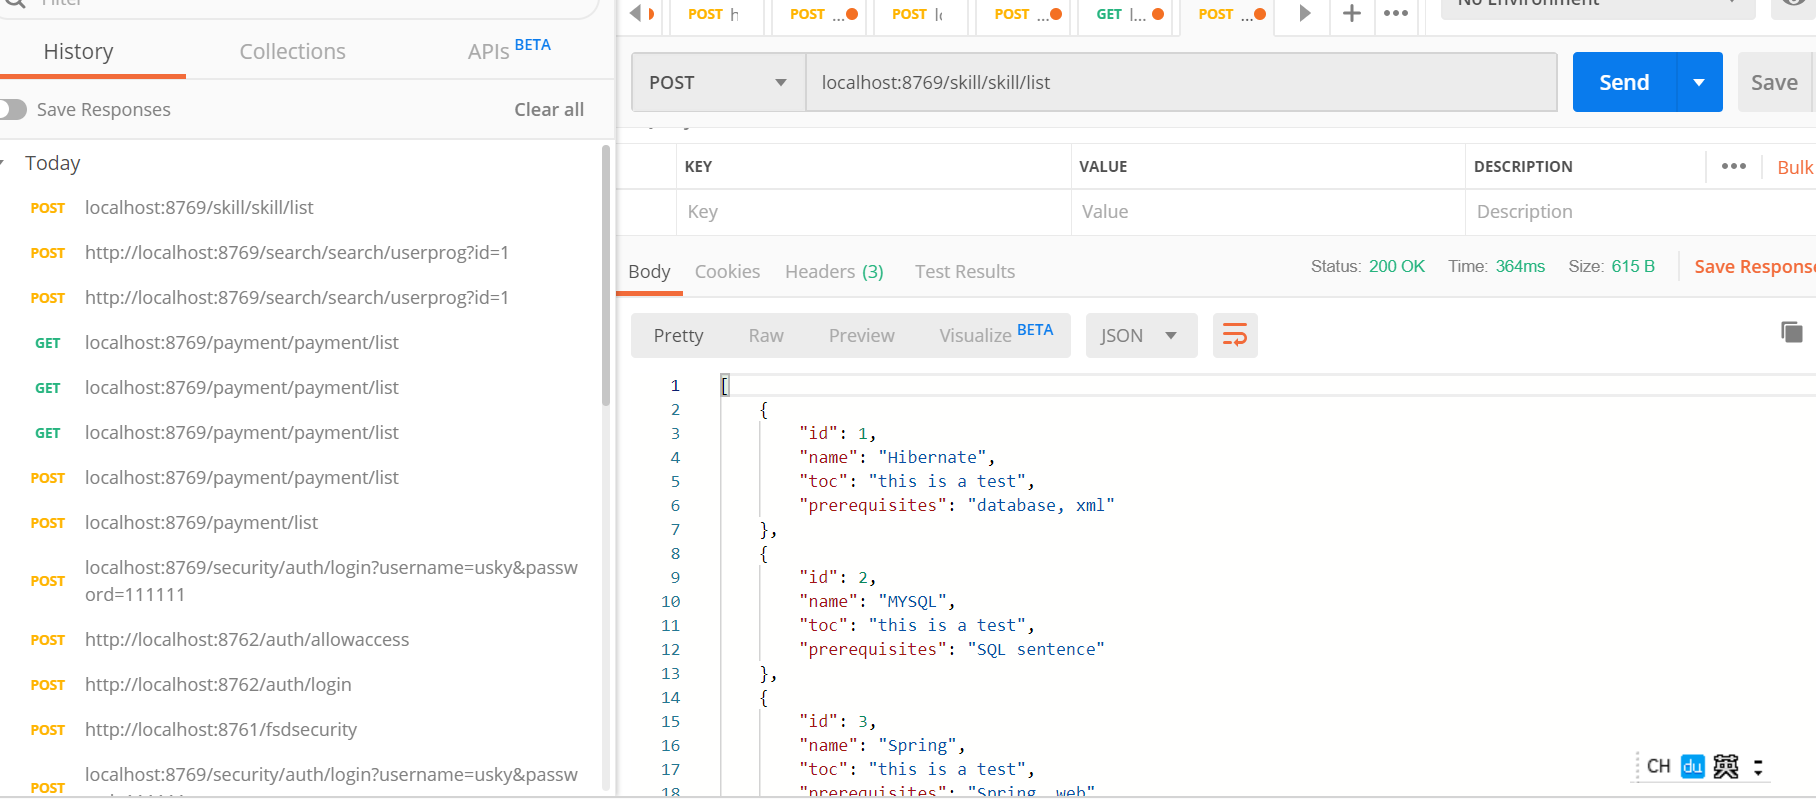 Filter
History
Collections
APIs BETA
Save Responses
Clear all
Today
POST localhost:8769/skill/skill/list
POST http://localhost:8769/search/search/userprog?id=1
POST http://localhost:8769/search/search/userprog?id=1
GET localhost:8769/payment/payment/list
GET localhost:8769/payment/payment/list
GET localhost:8769/payment/payment/list
POST localhost:8769/payment/payment/list
POST localhost:8769/payment/list
POST localhost:8769/security/auth/login?username=usky&passw
ord=111111
POST http://localhost:8762/auth/allowaccess
POST http://localhost:8762/auth/login
POST http://localhost:8761/fsdsecurity
POST localhost:8769/security/auth/login?username=usky&passw
POST h
POST ...
POST lo
POST ...
GET l...
POST ...
No Environment
POST
localhost:8769/skill/skill/list
Send
Save
KEY VALUE DESCRIPTION ••• Bulk
Key Value Description
Body Cookies Headers (3) Test Results
Status: 200 OK Time: 364ms Size: 615 B Save Response
Pretty Raw Preview Visualize BETA JSON
1 [
2 {
3 "id": 1,
4 "name": "Hibernate",
5 "toc": "this is a test",
6 "prerequisites": "database, xml"
7 },
8 {
9 "id": 2,
10 "name": "MYSQL",
11 "toc": "this is a test",
12 "prerequisites": "SQL sentence"
13 },
14 {
15 "id": 3,
16 "name": "Spring",
17 "toc": "this is a test",
18 "prerequisites": "Spring, web"
CH du 英